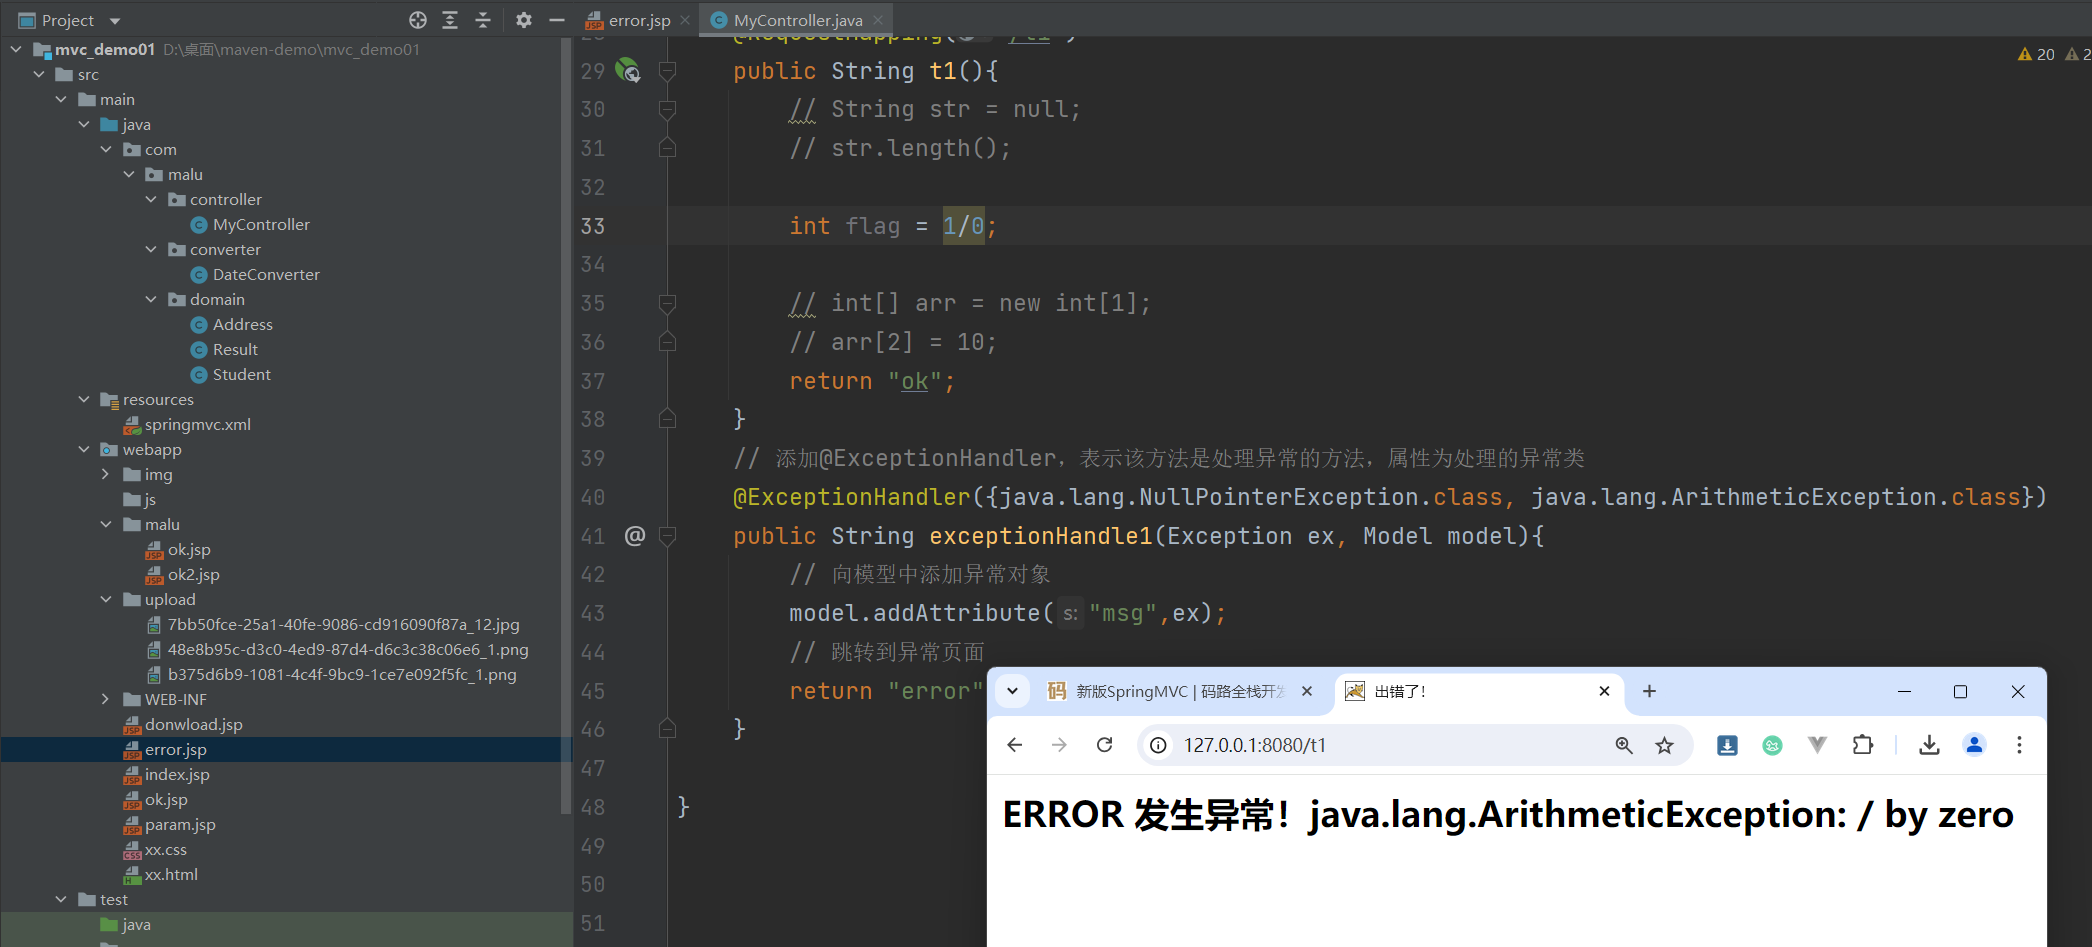 Project
error.jsp
MyController.java
mvc_demo01 D:\桌面\maven-demo\mvc_demo01
src
main
java
com
malu
controller
MyController
converter
DateConverter
domain
Address
Result
Student
resources
springmvc.xml
webapp
img
js
malu
ok.jsp
ok2.jsp
upload
7bb50fce-25a1-40fe-9086-cd916090f87a_12.jpg
48e8b95c-d3c0-4ed9-87d4-d6c3c38c06e6_1.png
b375d6b9-1081-4c4f-9bc9-1ce7e092f5fc_1.png
WEB-INF
donwload.jsp
error.jsp
index.jsp
ok.jsp
param.jsp
xx.css
xx.html
test
java
20 2
28 @RequestMapping( /t1 )
29 public String t1(){
30 // String str = null;
31 // str.length();
32
33 int flag = 1/0;
34
35 // int[] arr = new int[1];
36 // arr[2] = 10;
37 return "ok";
38 }
39 // 添加@ExceptionHandler，表示该方法是处理异常的方法，属性为处理的异常类
40 @ExceptionHandler({java.lang.NullPointerException.class, java.lang.ArithmeticException.class})
41 public String exceptionHandle1(Exception ex, Model model){
42 // 向模型中添加异常对象
43 model.addAttribute( s: "msg",ex);
44 // 跳转到异常页面
45 return "error"
46 }
47
48 }
49
50
51
新版SpringMVC | 码路全栈开发
出错了!
127.0.0.1:8080/t1
ERROR 发生异常！java.lang.ArithmeticException: / by zero